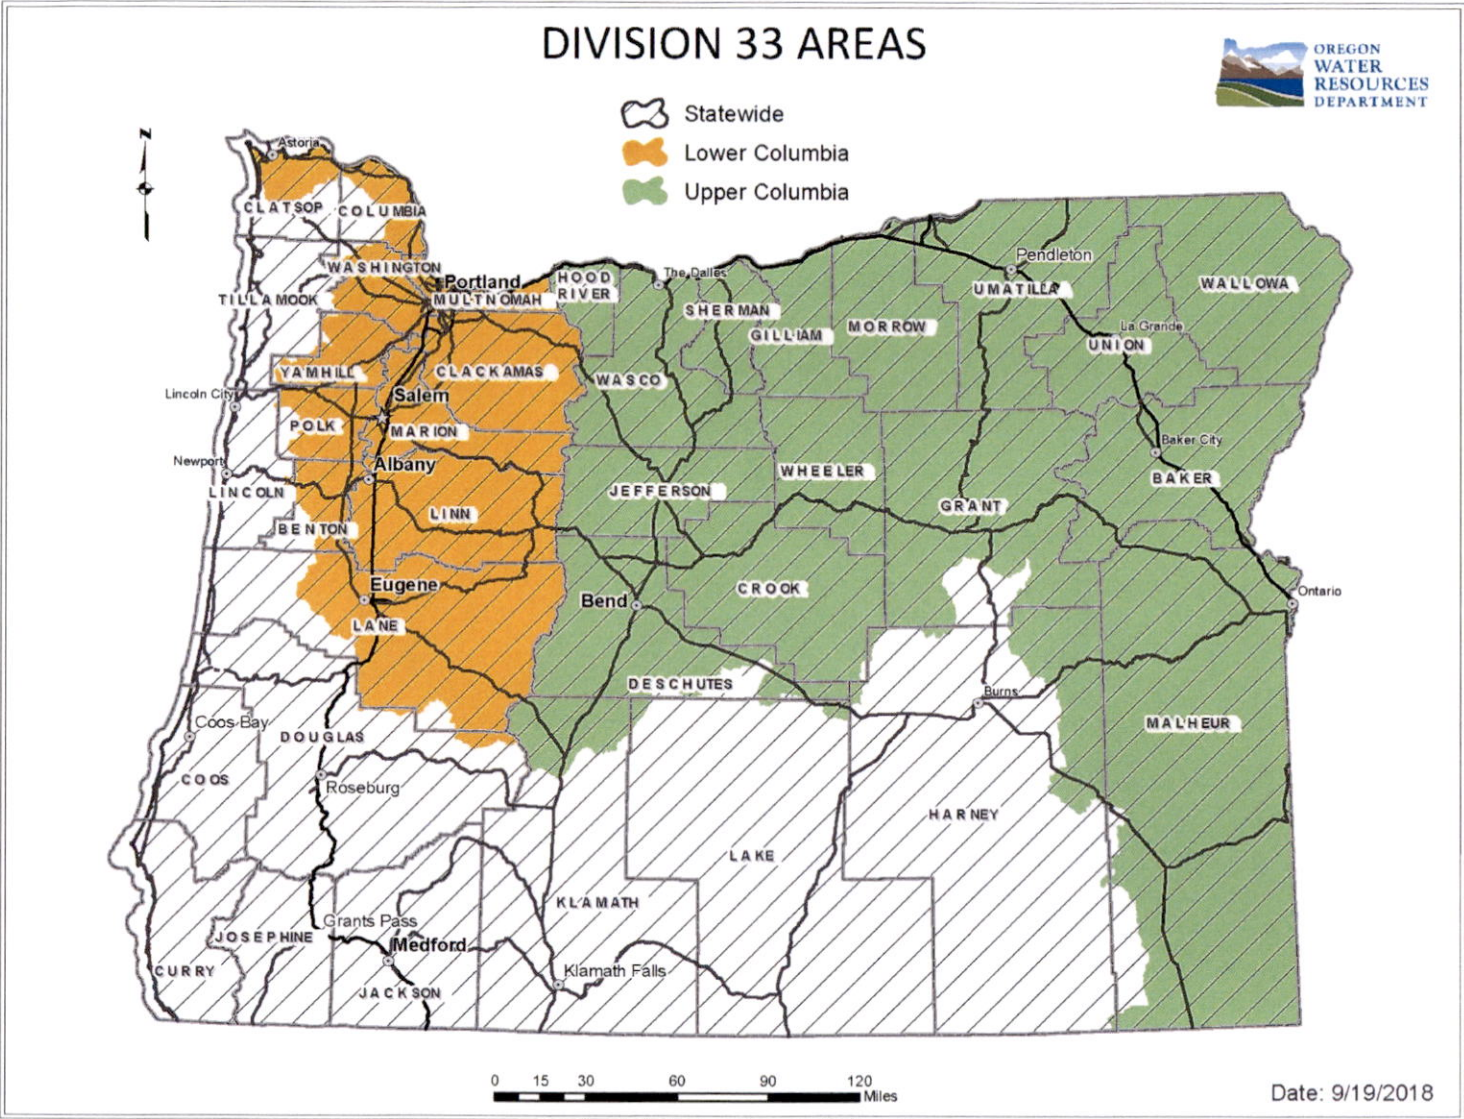 DIVISION 33 AREAS
OREGON
WATER
RESOURCES
DEPARTMENT
Statewide
Lower Columbia
Upper Columbia
N
Astoria
CLATSOP
COLUMBIA
WASHINGTON
Portland
HOOD
RIVER
The Dalles
Pendleton
TILLAMOOK
MULTNOMAH
SHERMAN
UMATILLA
WALLOWA
GILLIAM
MORROW
La Grande
UNION
YAMHILL
CLACKAMAS
WASCO
Lincoln City
Salem
POLK
MARION
Baker City
Newport
Albany
WHEELER
BAKER
LINCOLN
JEFFERSON
LINN
GRANT
BENTON
Eugene
CROOK
Ontario
Bend
LANE
DESCHUTES
Burns
Coos Bay
MALHEUR
DOUGLAS
COOS
Roseburg
HARNEY
LAKE
KLAMATH
Grants Pass
JOSEPHINE
Medford
CURRY
Klamath Falls
JACKSON
0 15 30 60 90 120
Miles
Date: 9/19/2018